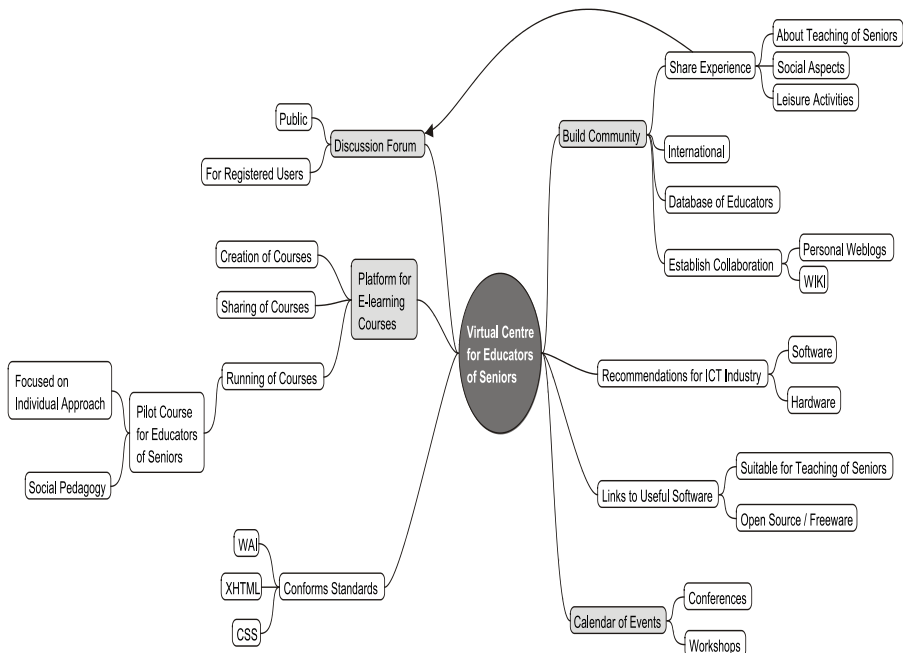 Virtual Centre
for Educators
of Seniors
Discussion Forum
Public
For Registered Users
Platform for
E-learning
Courses
Creation of Courses
Sharing of Courses
Running of Courses
Pilot Course
for Educators
of Seniors
Focused on
Individual Approach
Social Pedagogy
Conforms Standards
WAI
XHTML
CSS
Build Community
Share Experience
About Teaching of Seniors
Social Aspects
Leisure Activities
International
Database of Educators
Establish Collaboration
Personal Weblogs
WIKI
Recommendations for ICT Industry
Software
Hardware
Links to Useful Software
Suitable for Teaching of Seniors
Open Source / Freeware
Calendar of Events
Conferences
Workshops